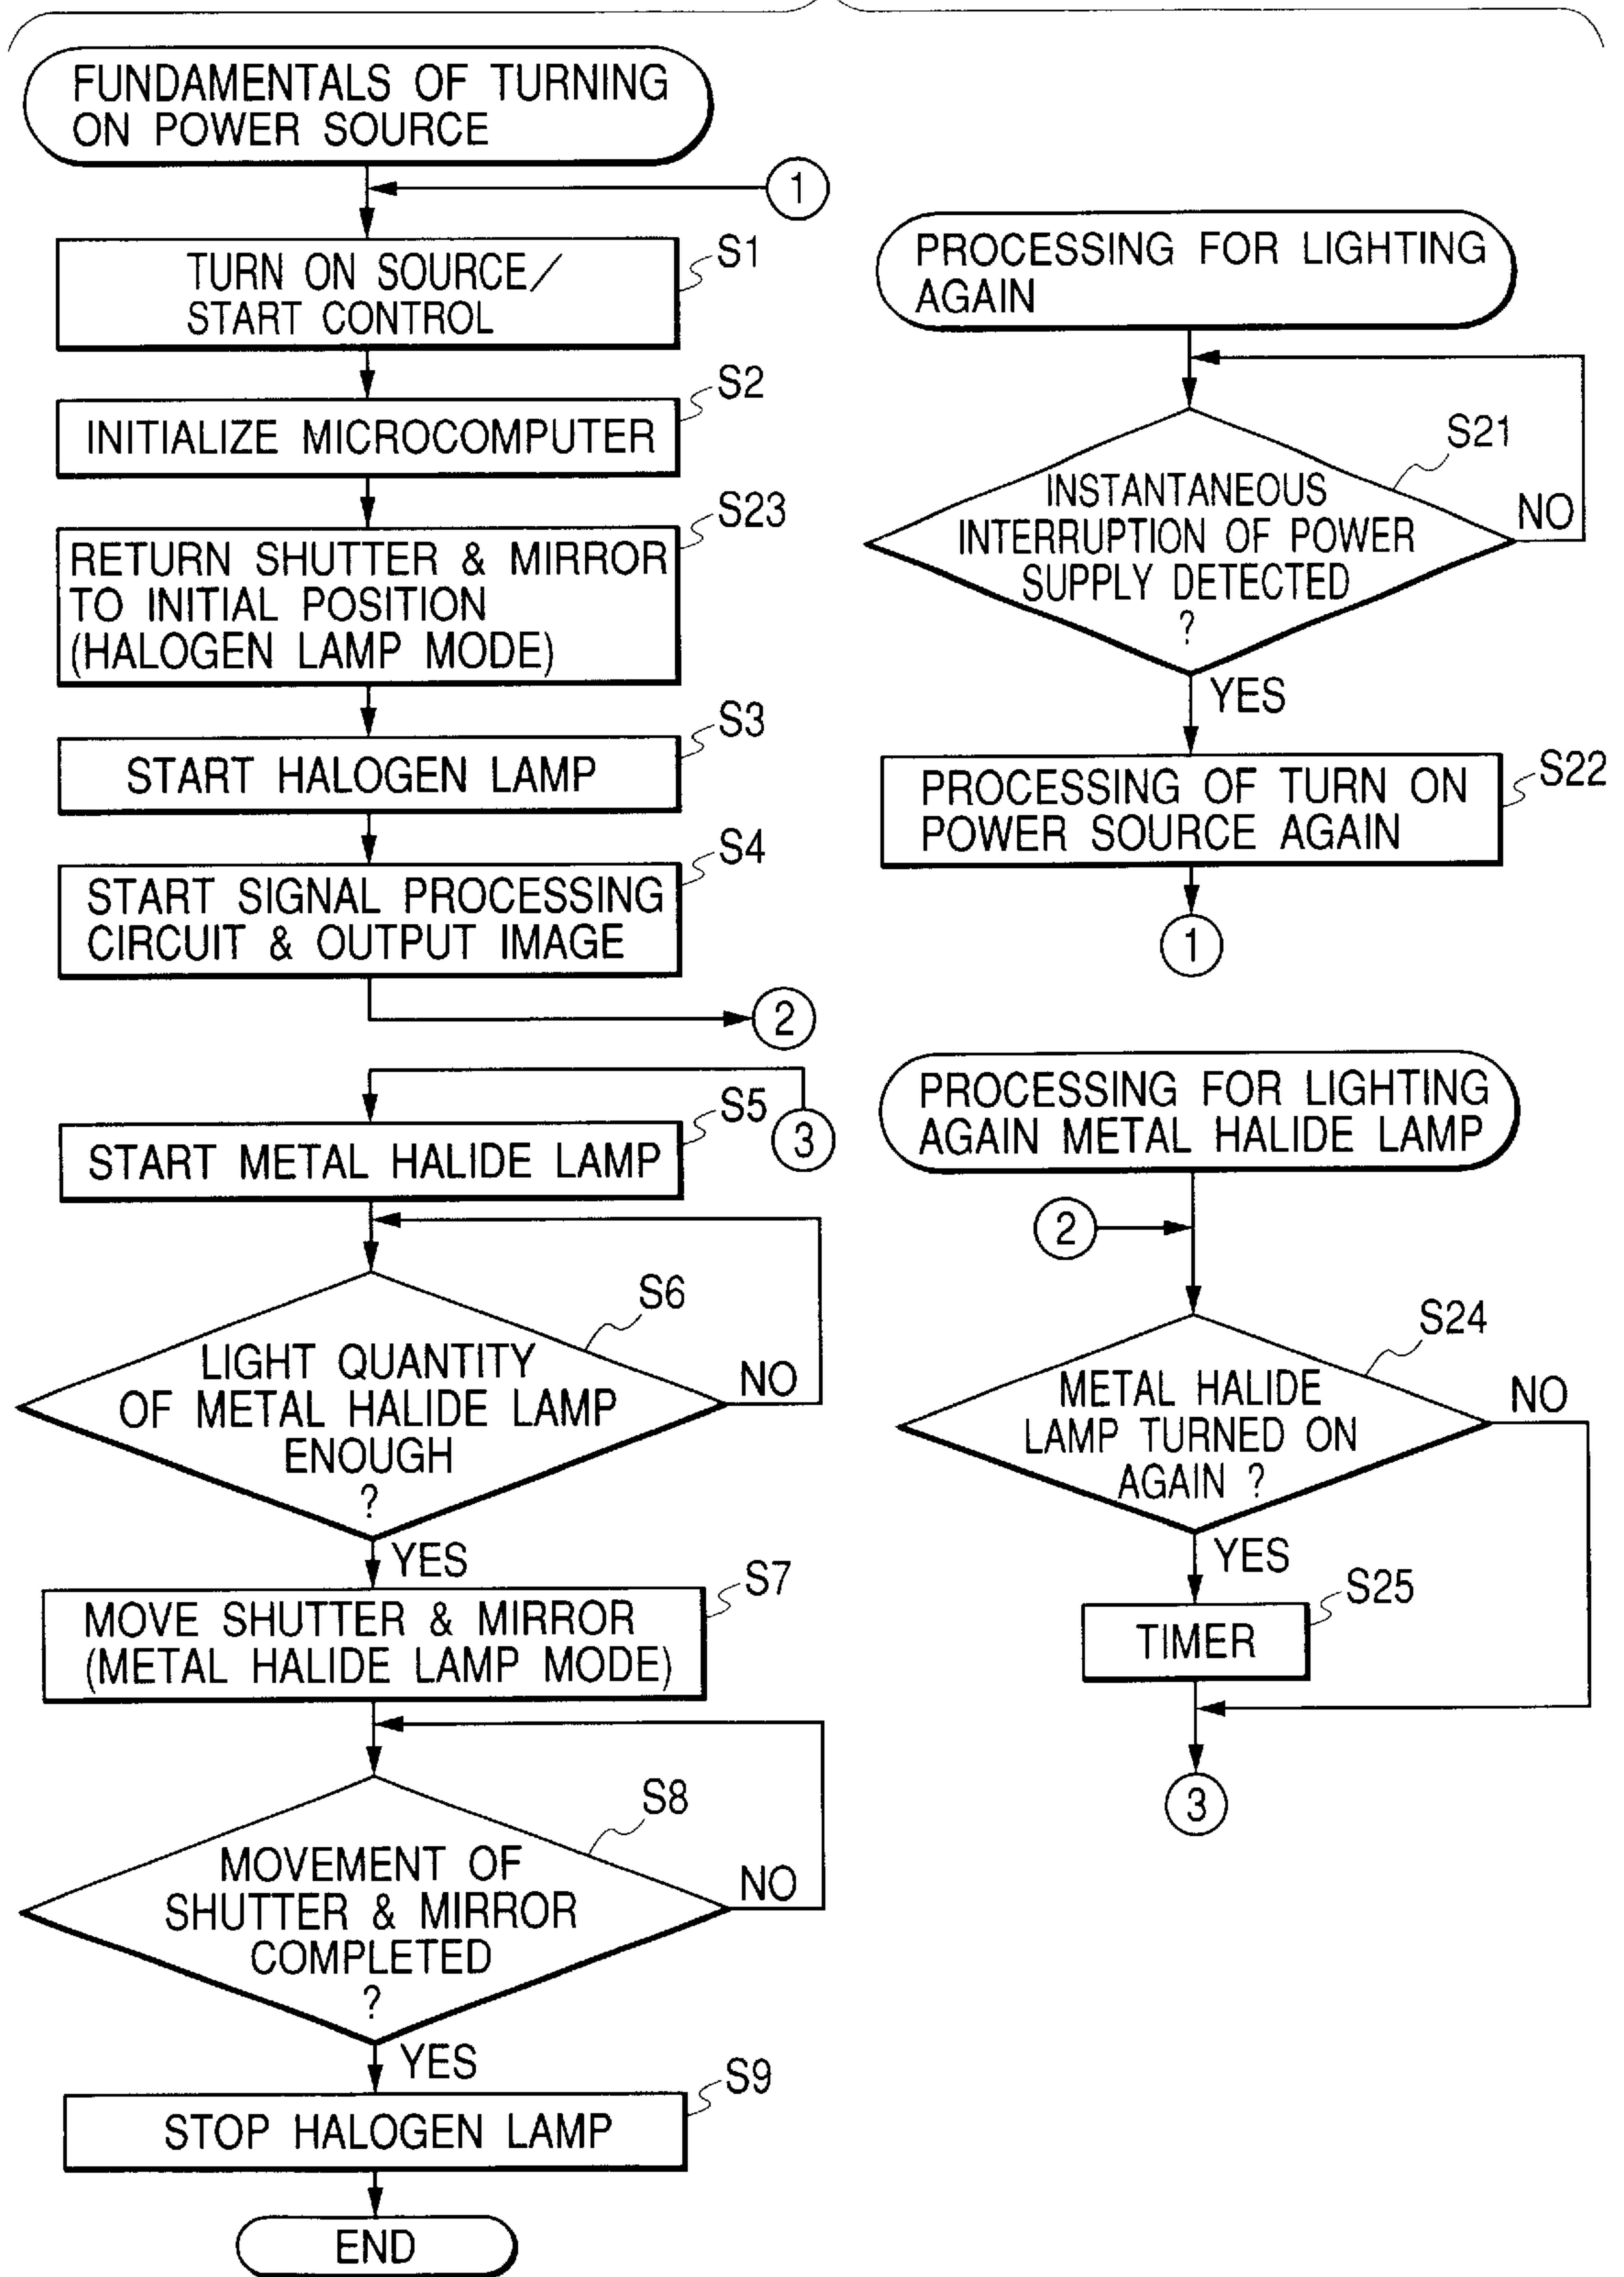 FUNDAMENTALS OF TURNING
ON POWER SOURCE
1
S1
TURN ON SOURCE/
START CONTROL
S2
INITIALIZE MICROCOMPUTER
S23
RETURN SHUTTER & MIRROR
TO INITIAL POSITION
(HALOGEN LAMP MODE)
S3
START HALOGEN LAMP
S4
START SIGNAL PROCESSING
CIRCUIT & OUTPUT IMAGE
2
3
S5
START METAL HALIDE LAMP
S6
LIGHT QUANTITY
OF METAL HALIDE LAMP
ENOUGH
?
NO
YES
S7
MOVE SHUTTER & MIRROR
(METAL HALIDE LAMP MODE)
S8
MOVEMENT OF
SHUTTER & MIRROR
COMPLETED
?
NO
YES
S9
STOP HALOGEN LAMP
END
PROCESSING FOR LIGHTING
AGAIN
S21
INSTANTANEOUS
INTERRUPTION OF POWER
SUPPLY DETECTED
?
NO
YES
S22
PROCESSING OF TURN ON
POWER SOURCE AGAIN
1
PROCESSING FOR LIGHTING
AGAIN METAL HALIDE LAMP
2
S24
METAL HALIDE
LAMP TURNED ON
AGAIN ?
NO
YES
S25
TIMER
3